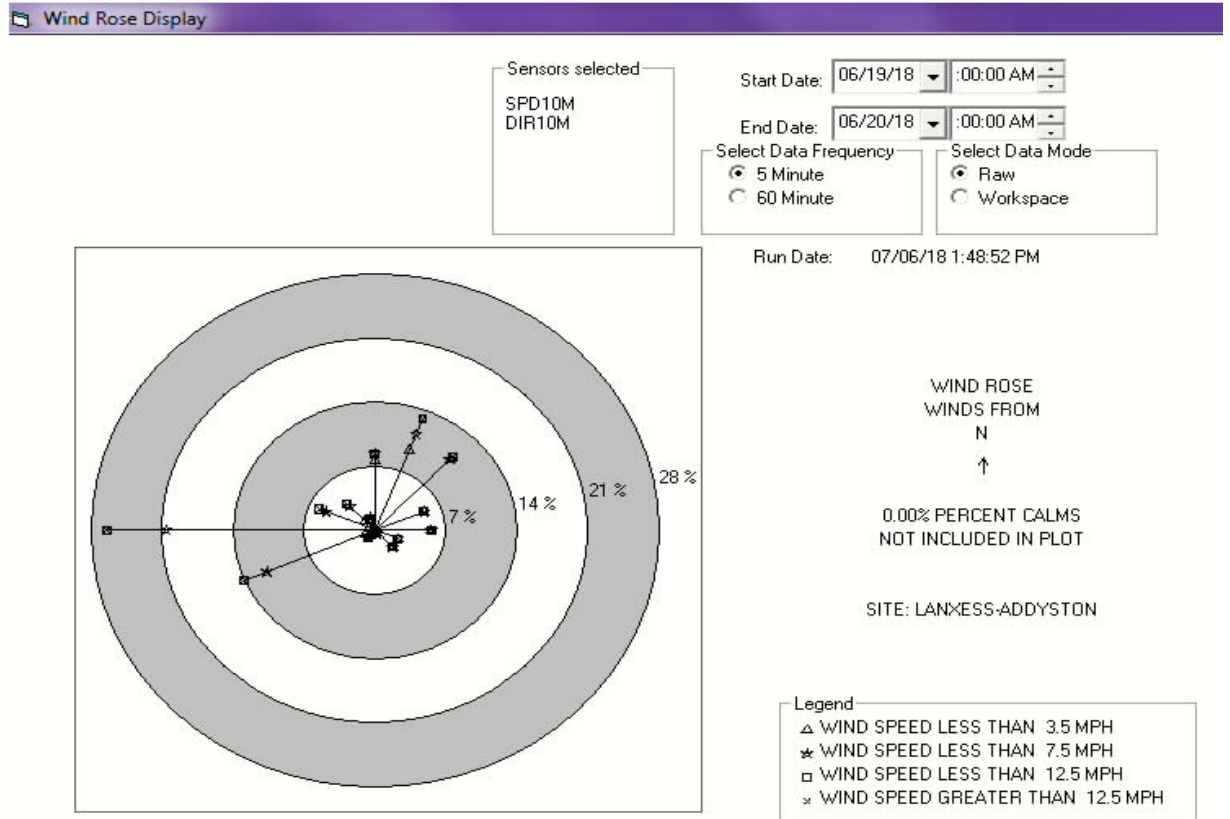 Wind Rose Display
Sensors selected
SPD10M
DIR10M
Start Date: 06/19/18 :00:00 AM
End Date: 06/20/18 :00:00 AM
Select Data Frequency
5 Minute
60 Minute
Select Data Mode
Raw
Workspace
Run Date: 07/06/18 1:48:52 PM
7 %
14 %
21 %
28 %
WIND ROSE
WINDS FROM
N
0.00% PERCENT CALMS
NOT INCLUDED IN PLOT
SITE: LANXESS-ADDYSTON
Legend
WIND SPEED LESS THAN 3.5 MPH
WIND SPEED LESS THAN 7.5 MPH
WIND SPEED LESS THAN 12.5 MPH
WIND SPEED GREATER THAN 12.5 MPH